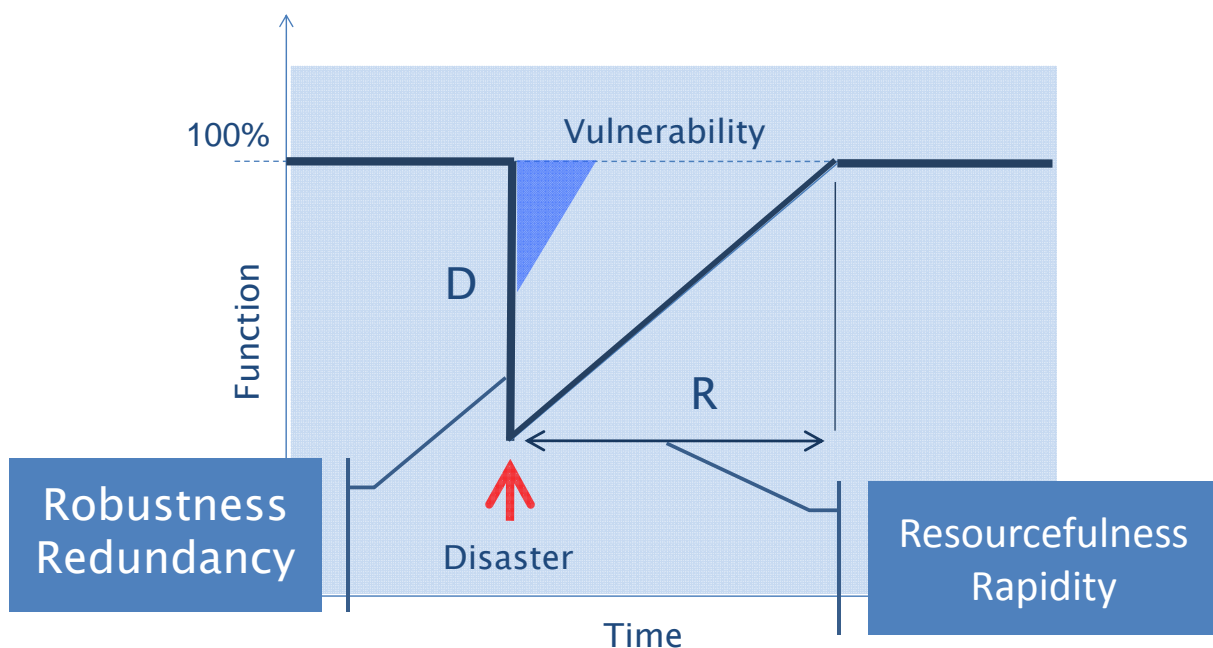 100%
Vulnerability
Function
D
R
Robustness
Redundancy
Disaster
Resourcefulness
Rapidity
Time